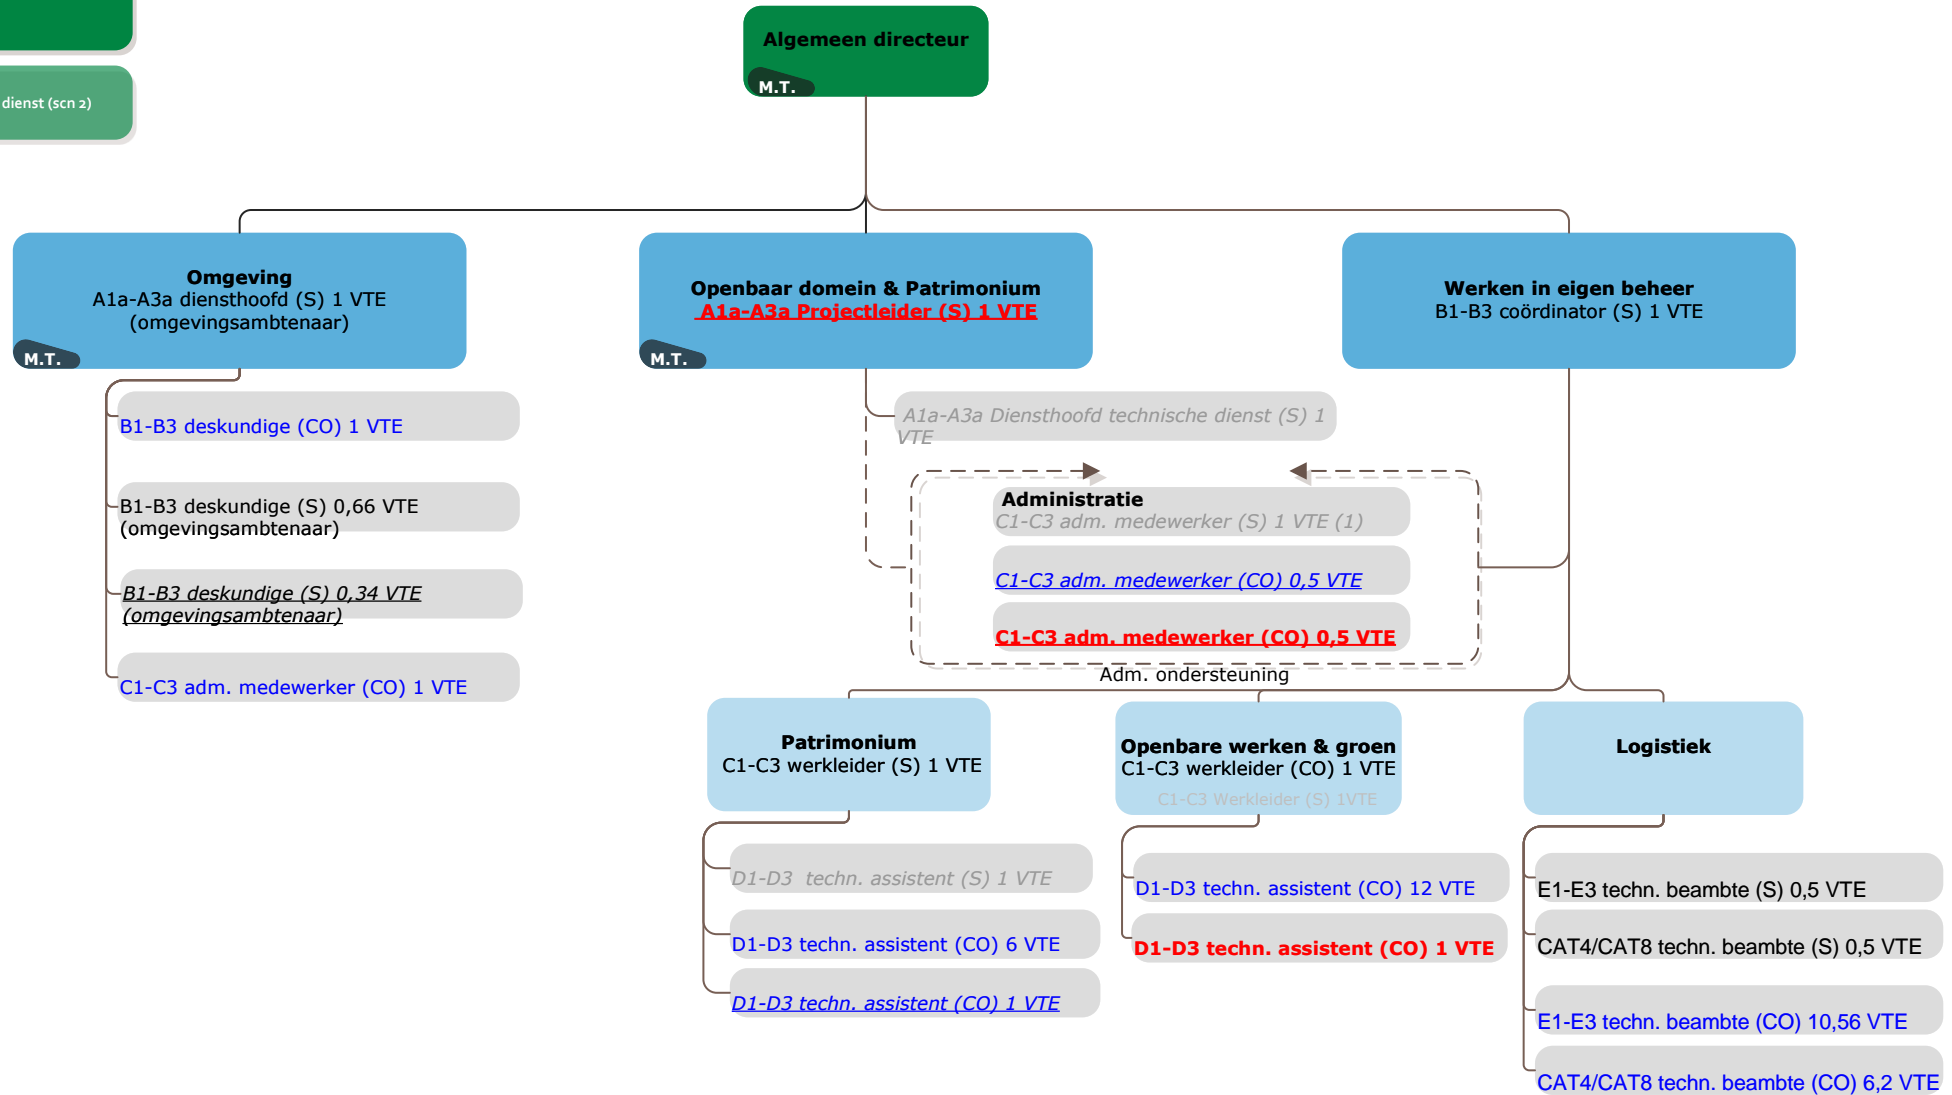 dienst (scn 2)
Algemeen directeur
M.T.
Omgeving
A1a-A3a diensthoofd (S) 1 VTE
(omgevingsambtenaar)
M.T.
Openbaar domein & Patrimonium
A1a-A3a Projectleider (S) 1 VTE
M.T.
Werken in eigen beheer
B1-B3 coördinator (S) 1 VTE
B1-B3 deskundige (CO) 1 VTE
B1-B3 deskundige (S) 0,66 VTE
(omgevingsambtenaar)
B1-B3 deskundige (S) 0,34 VTE
(omgevingsambtenaar)
C1-C3 adm. medewerker (CO) 1 VTE
A1a-A3a Diensthoofd technische dienst (S) 1
VTE
Administratie
C1-C3 adm. medewerker (S) 1 VTE (1)
C1-C3 adm. medewerker (CO) 0,5 VTE
C1-C3 adm. medewerker (CO) 0,5 VTE
Adm. ondersteuning
Patrimonium
C1-C3 werkleider (S) 1 VTE
D1-D3 techn. assistent (S) 1 VTE
D1-D3 techn. assistent (CO) 6 VTE
D1-D3 techn. assistent (CO) 1 VTE
Openbare werken & groen
C1-C3 werkleider (CO) 1 VTE
C1-C3 Werkleider (S) 1VTE
D1-D3 techn. assistent (CO) 12 VTE
D1-D3 techn. assistent (CO) 1 VTE
Logistiek
E1-E3 techn. beambte (S) 0,5 VTE
CAT4/CAT8 techn. beambte (S) 0,5 VTE
E1-E3 techn. beambte (CO) 10,56 VTE
CAT4/CAT8 techn. beambte (CO) 6,2 VTE